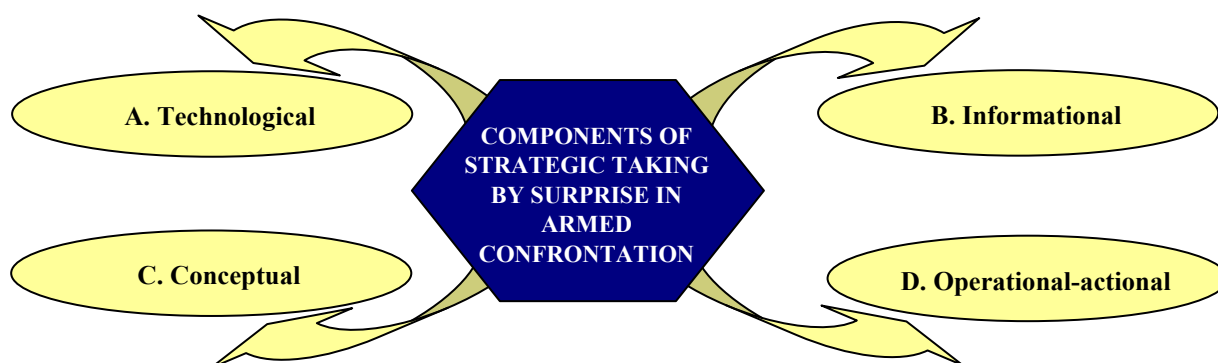 A. Technological
B. Informational
COMPONENTS OF
STRATEGIC TAKING
BY SURPRISE IN
ARMED
CONFRONTATION
C. Conceptual
D. Operational-actional